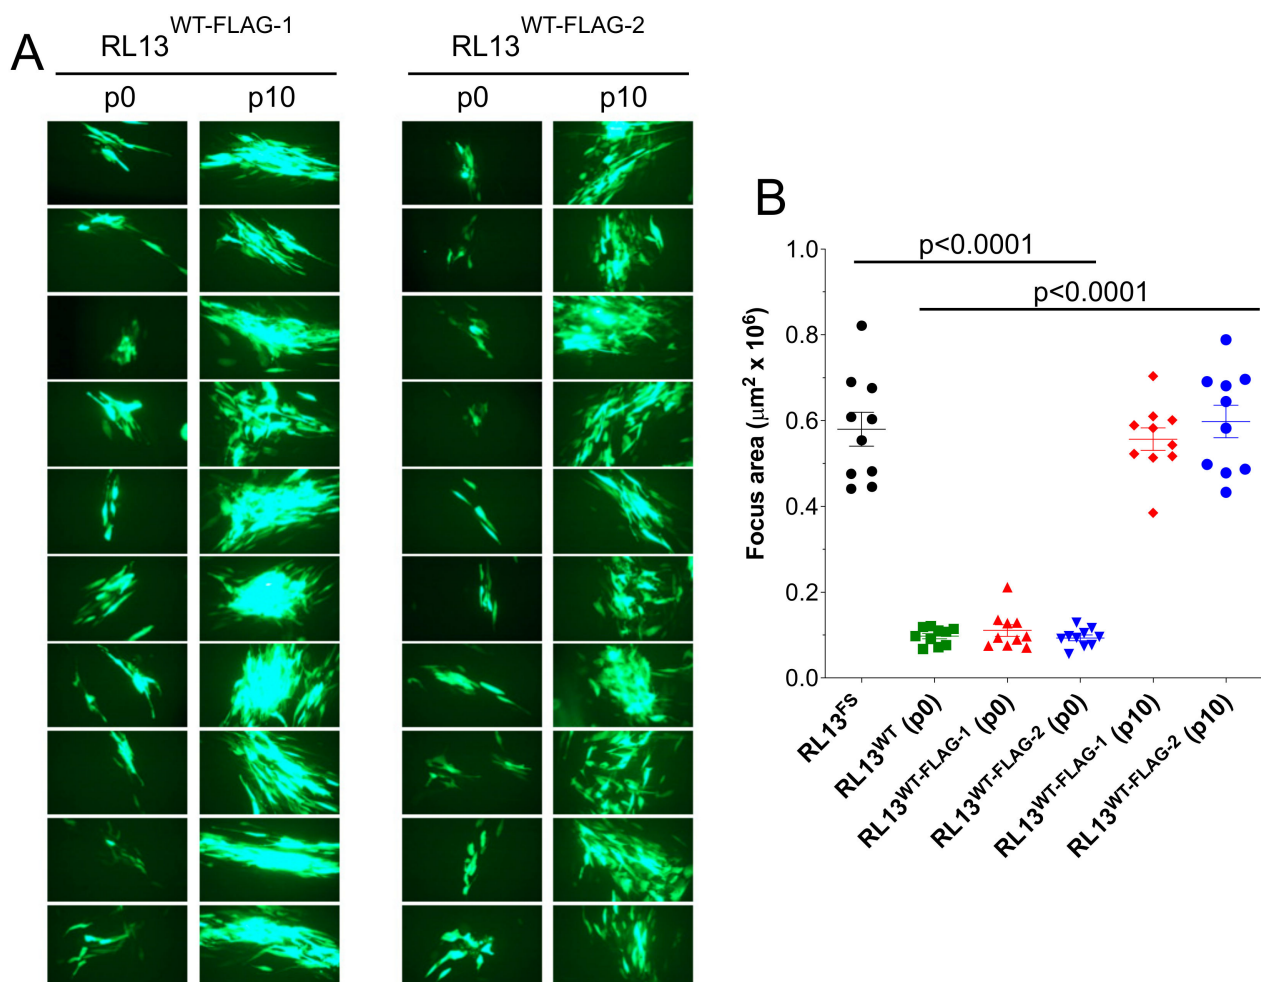 A
RL13WT-FLAG-1
RL13WT-FLAG-2
p0
p10
p0
p10
B
p<0.0001
p<0.0001
Focus area (μm2 x 106)
1.0
0.8
0.6
0.4
0.2
0.0
RL13FS
RL13WT (p0)
RL13WT-FLAG-1 (p0)
RL13WT-FLAG-2 (p0)
RL13WT-FLAG-1 (p10)
RL13WT-FLAG-2 (p10)